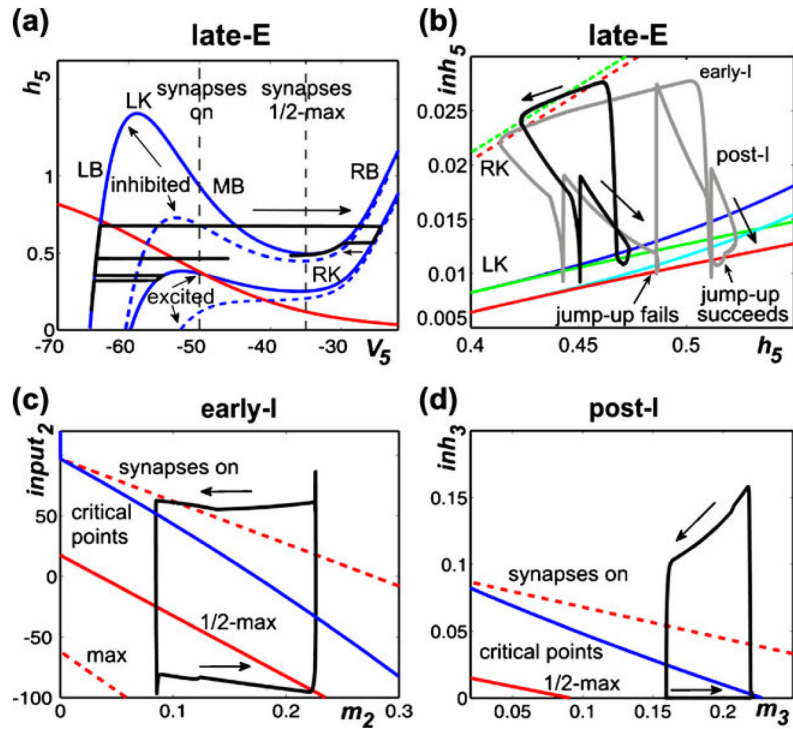 (a) late-E
h5
LK
synapses
on
synapses
1/2-max
LB
inhibited
MB
RB
RK
excited
1
0.5
0
-70 -60 -50 -40 -30 V5
(b) late-E
inh5
0.025
0.02
0.015
0.01
0.005
early-I
post-I
RK
LK
jump-up fails
jump-up
succeeds
0.4 0.45 0.5 h5
(c) early-I
input2
50
0
-50
-100
synapses on
critical
points
1/2-max
max
0 0.1 m2 0.2 0.3
(d) post-I
inh3
0.15
0.1
0.05
0
synapses on
critical points
1/2-max
0.05 0.1 m3 0.2